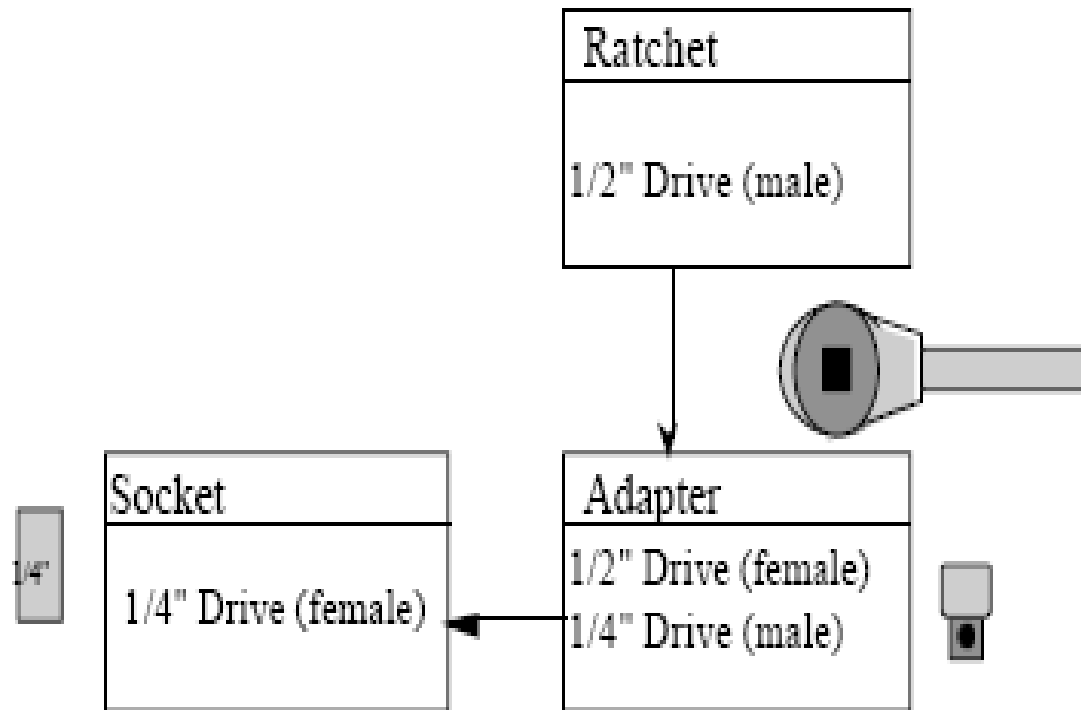 Ratchet
1/2" Drive (male)
Socket
1/4"
1/4" Drive (female)
Adapter
1/2" Drive (female)
1/4" Drive (male)